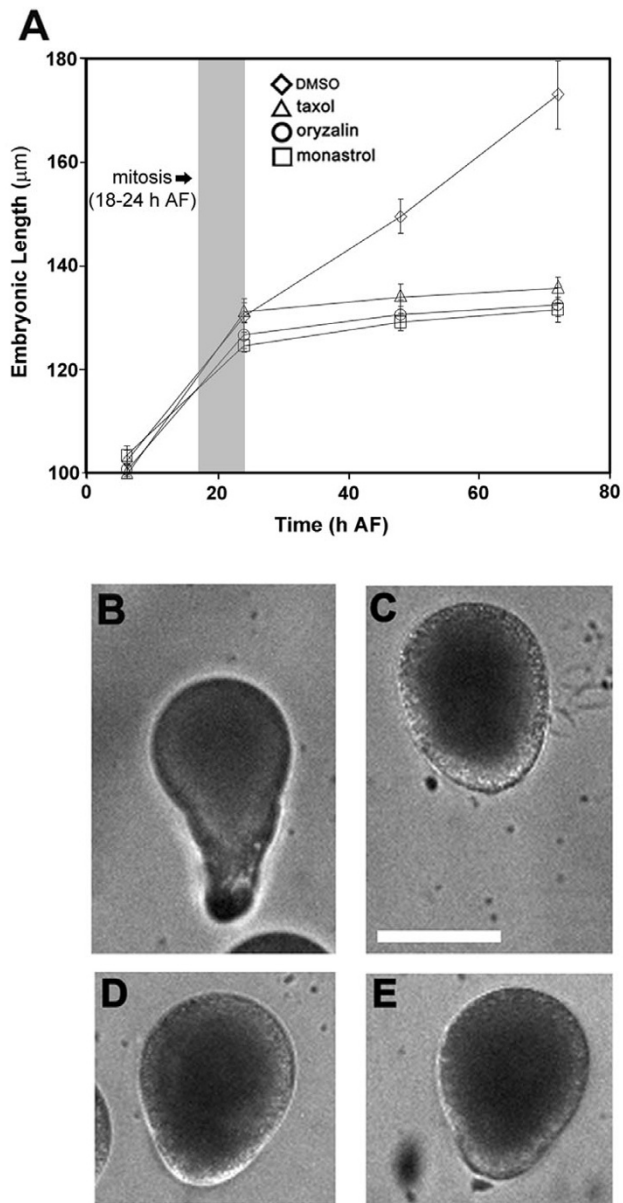 A
180
160
140
120
100
Embryonic Length (μm)
mitosis
(18-24 h AF)
DMSO
taxol
oryzalin
monastrol
0
20
40
60
80
Time (h AF)
B
C
D
E